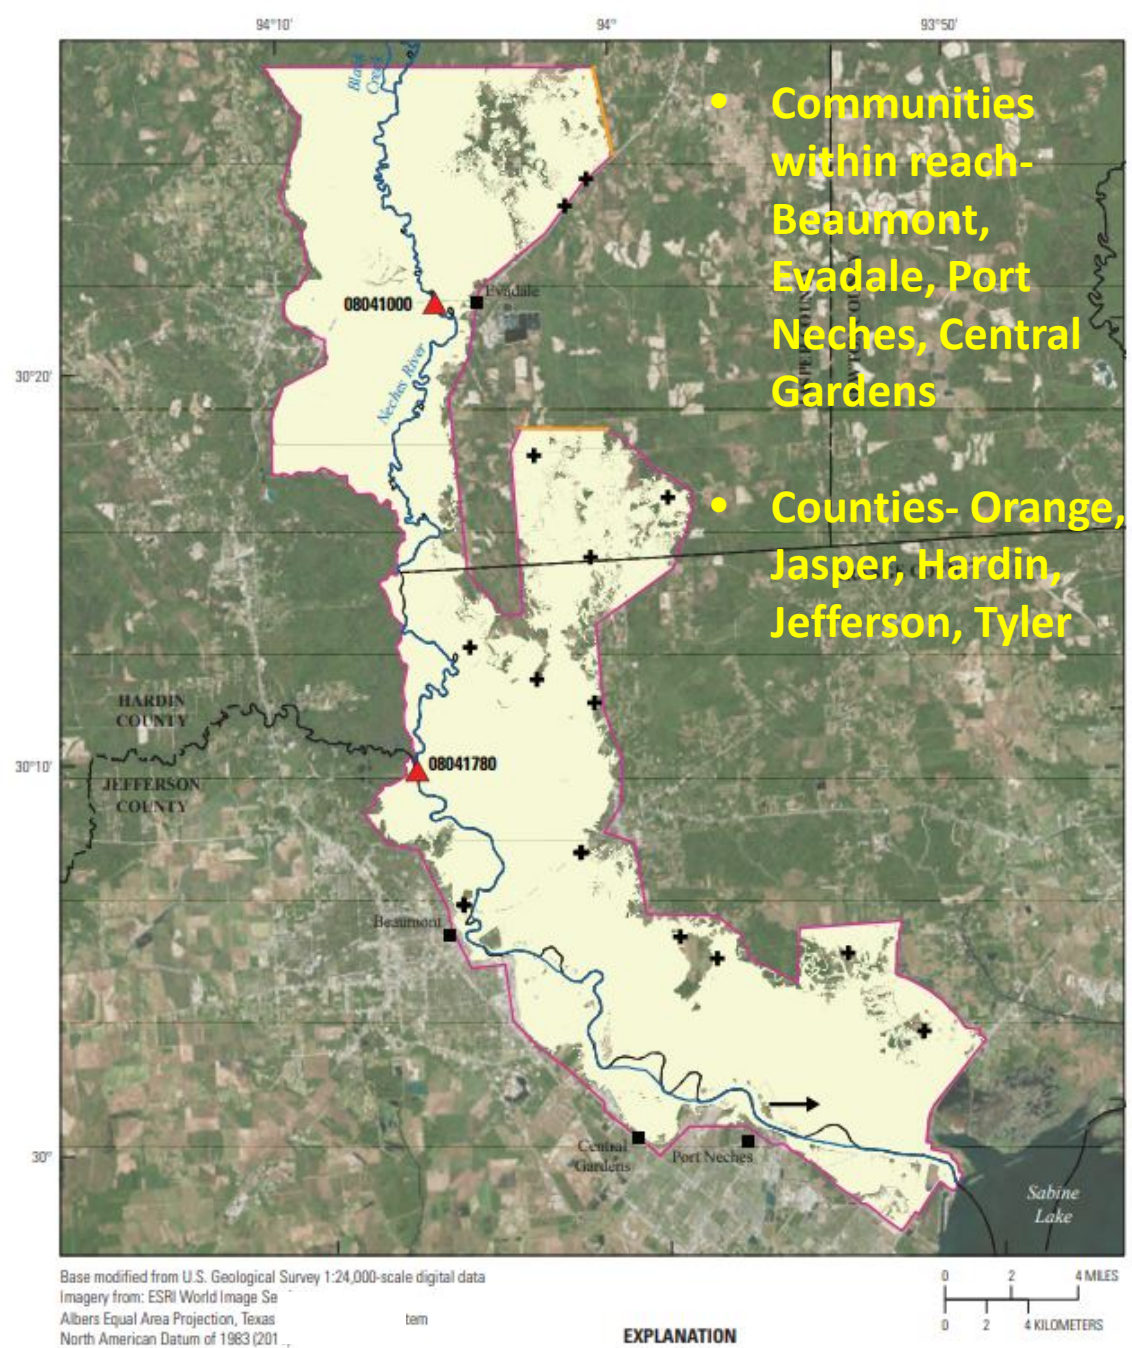 94°10'
94°
93°50'
Black
Creek
• Communities
within reach-
Beaumont,
Evadale, Port
Neches, Central
Gardens
Evadale
08041000
Neches River
30°20'
• Counties- Orange,
Jasper, Hardin,
Jefferson, Tyler
HARDIN
COUNTY
30°10'
08041780
JEFFERSON
COUNTY
Beaumont
Central
Gardens
Port Neches
30°
Sabine
Lake
Base modified from U.S. Geological Survey 1:24,000-scale digital data
Imagery from: ESRI World Image Se
Albers Equal Area Projection, Texas tem
North American Datum of 1983 (201
EXPLANATION
0 2 4 MILES
0 2 4 KILOMETERS